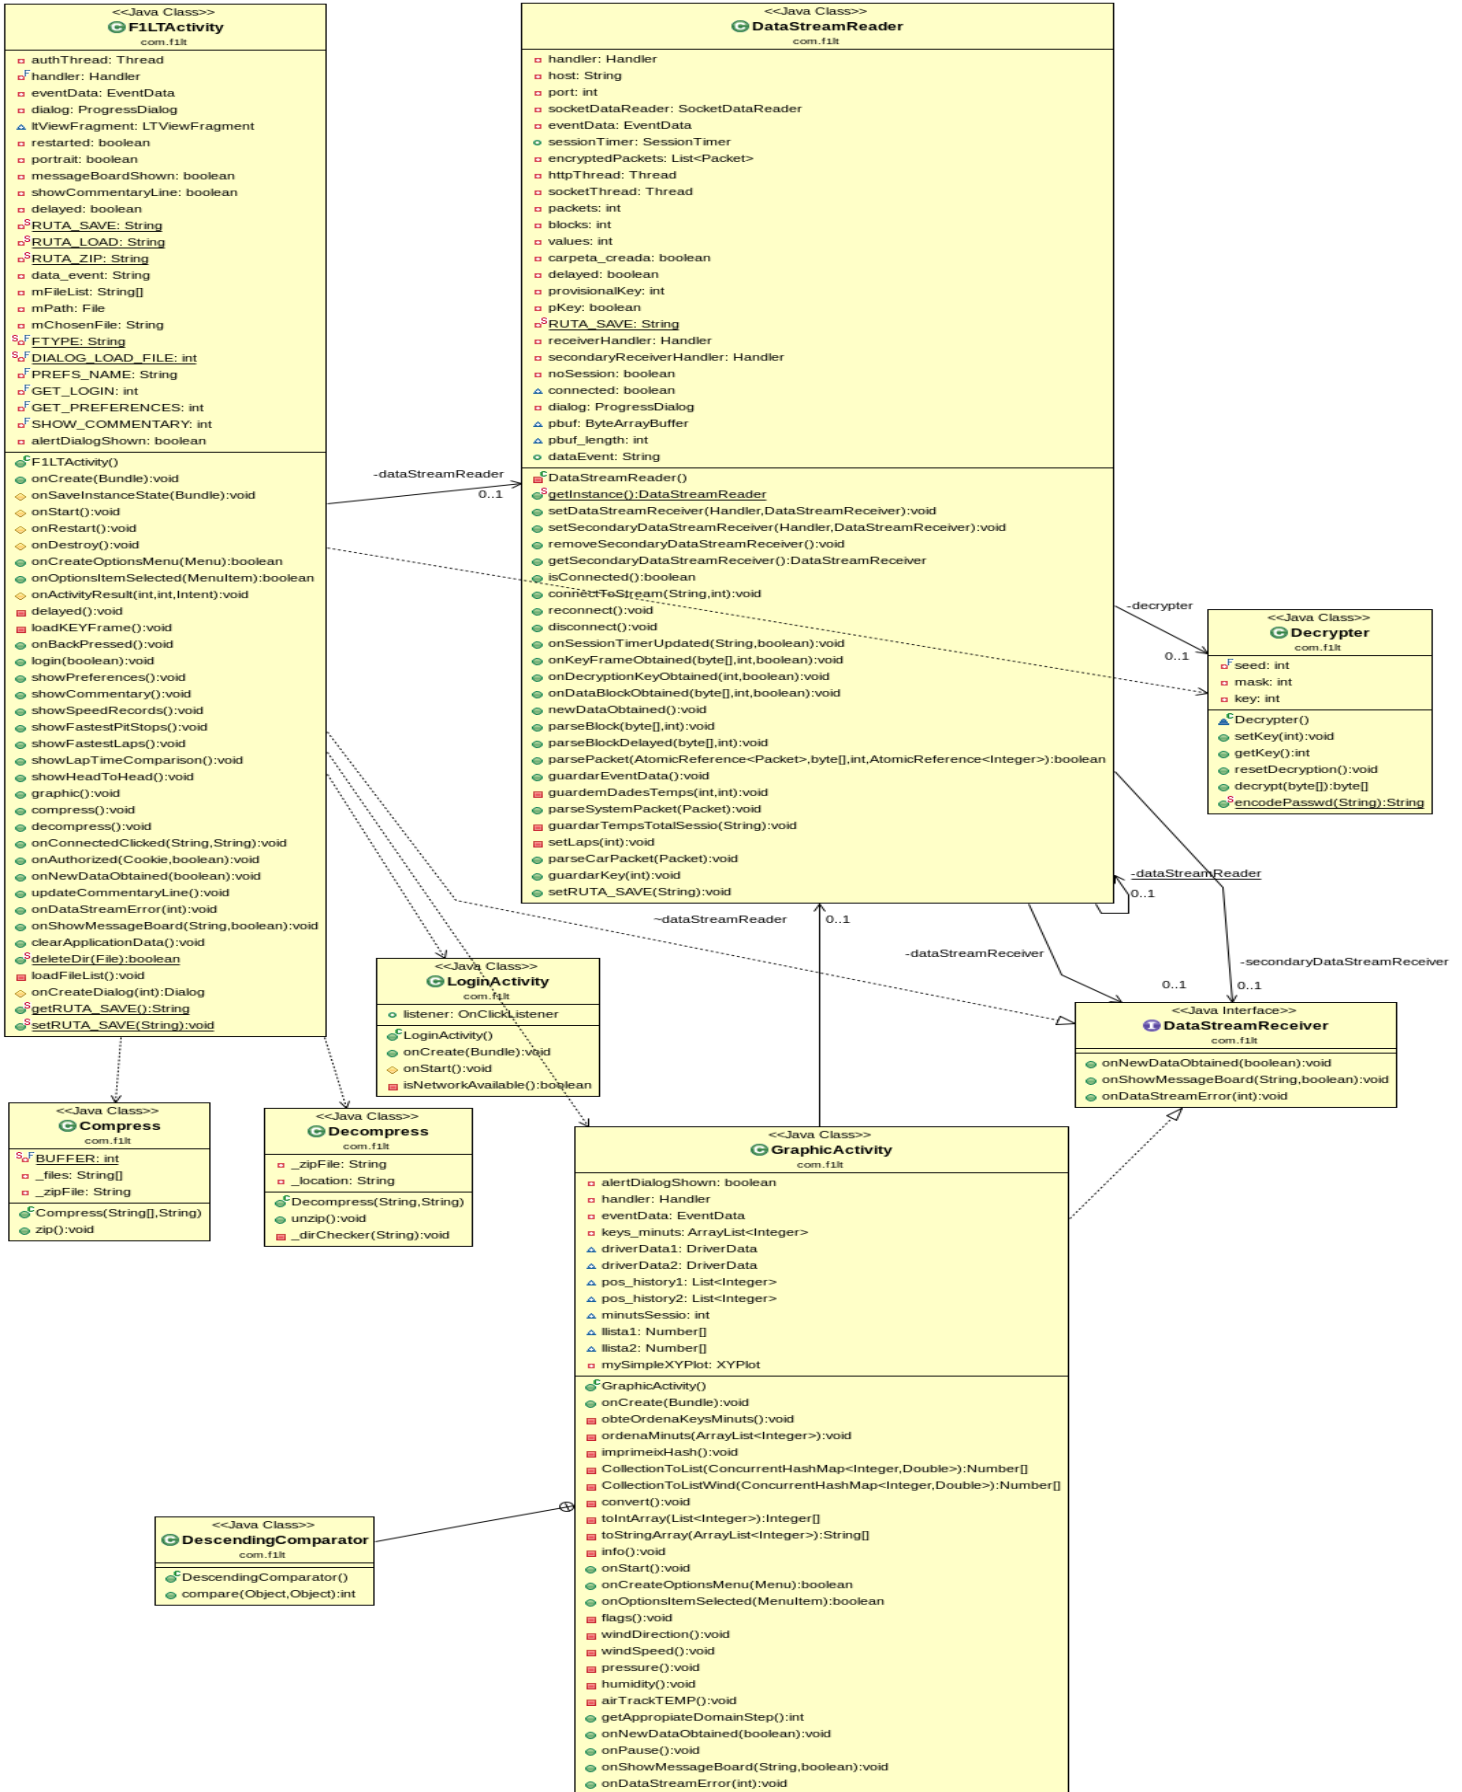 <<Java Class>>
F1LTActivity
com.f1lt
authThread: Thread
handler: Handler
eventData: EventData
dialog: ProgressDialog
ltViewFragment: LTViewFragment
restarted: boolean
portrait: boolean
messageBoardShown: boolean
showCommentaryLine: boolean
delayed: boolean
RUTA_SAVE: String
RUTA_LOAD: String
RUTA_ZIP: String
data_event: String
mFileList: String[]
mPath: File
mChosenFile: String
FTYPE: String
DIALOG_LOAD_FILE: int
PREFS_NAME: String
GET_LOGIN: int
GET_PREFERENCES: int
SHOW_COMMENTARY: int
alertDialogShown: boolean
F1LTActivity()
onCreate(Bundle):void
onSaveInstanceState(Bundle):void
onStart():void
onRestart():void
onDestroy():void
onCreateOptionsMenu(Menu):boolean
onOptionsItemSelected(MenuItem):boolean
onActivityResult(int,int,Intent):void
delayed():void
loadKEYFrame():void
onBackPressed():void
login(boolean):void
showPreferences():void
showCommentary():void
showSpeedRecords():void
showFastestPitStops():void
showFastestLaps():void
showLapTimeComparison():void
showHeadToHead():void
graphic():void
compress():void
decompress():void
onConnectedClicked(String,String):void
onAuthorized(Cookie,boolean):void
onNewDataObtained(boolean):void
updateCommentaryLine():void
onDataStreamError(int):void
onShowMessageBoard(String,boolean):void
clearApplicationData():void
deleteDir(File):boolean
loadFileList():void
onCreateDialog(int):Dialog
getRUTA_SAVE():String
setRUTA_SAVE(String):void
-dataStreamReader
0..1
<<Java Class>>
DataStreamReader
com.f1lt
handler: Handler
host: String
port: int
socketDataReader: SocketDataReader
eventData: EventData
sessionTimer: SessionTimer
encryptedPackets: List<Packet>
httpThread: Thread
socketThread: Thread
packets: int
blocks: int
values: int
carpeta_creada: boolean
delayed: boolean
provisionalKey: int
pKey: boolean
RUTA_SAVE: String
receiverHandler: Handler
secondaryReceiverHandler: Handler
noSession: boolean
connected: boolean
dialog: ProgressDialog
pbuf: ByteArrayBuffer
pbuf_length: int
dataEvent: String
DataStreamReader()
getInstance():DataStreamReader
setDataStreamReceiver(Handler,DataStreamReceiver):void
setSecondaryDataStreamReceiver(Handler,DataStreamReceiver):void
removeSecondaryDataStreamReceiver():void
getSecondaryDataStreamReceiver():DataStreamReceiver
isConnected():boolean
connectToStream(String,int):void
reconnect():void
disconnect():void
onSessionTimerUpdated(String,boolean):void
onKeyFrameObtained(byte[],int,boolean):void
onDecryptionKeyObtained(int,boolean):void
onDataBlockObtained(byte[],int,boolean):void
newDataObtained():void
parseBlock(byte[],int):void
parseBlockDelayed(byte[],int):void
parsePacket(AtomicReference<Packet>,byte[],int,AtomicReference<Integer>):boolean
guardarEventData():void
guardemDadesTemps(int,int):void
parseSystemPacket(Packet):void
guardarTempsTotalSessio(String):void
setLaps(int):void
parseCarPacket(Packet):void
guardarKey(int):void
setRUTA_SAVE(String):void
-decrypter
0..1
<<Java Class>>
Decrypter
com.f1lt
seed: int
mask: int
key: int
Decrypter()
setKey(int):void
getKey():int
resetDecryption():void
decrypt(byte[]):byte[]
encodePasswd(String):String
-dataStreamReader
0..1
~dataStreamReader
0..1
-dataStreamReceiver
0..1
-secondaryDataStreamReceiver
0..1
<<Java Class>>
LoginActivity
com.f1lt
listener: OnClickListener
LoginActivity()
onCreate(Bundle):void
onStart():void
isNetworkAvailable():boolean
<<Java Interface>>
DataStreamReceiver
com.f1lt
onNewDataObtained(boolean):void
onShowMessageBoard(String,boolean):void
onDataStreamError(int):void
<<Java Class>>
Compress
com.f1lt
BUFFER: int
_files: String[]
_zipFile: String
Compress(String[],String)
zip():void
<<Java Class>>
Decompress
com.f1lt
_zipFile: String
_location: String
Decompress(String,String)
unzip():void
_dirChecker(String):void
<<Java Class>>
GraphicActivity
com.f1lt
alertDialogShown: boolean
handler: Handler
eventData: EventData
keys_minuts: ArrayList<Integer>
driverData1: DriverData
driverData2: DriverData
pos_history1: List<Integer>
pos_history2: List<Integer>
minutsSessio: int
llista1: Number[]
llista2: Number[]
mySimpleXYPlot: XYPlot
GraphicActivity()
onCreate(Bundle):void
obteOrdenaKeysMinuts():void
ordenaMinuts(ArrayList<Integer>):void
imprimeixHash():void
CollectionToList(ConcurrentHashMap<Integer,Double>):Number[]
CollectionToListWind(ConcurrentHashMap<Integer,Double>):Number[]
convert():void
toIntArray(List<Integer>):Integer[]
toStringArray(ArrayList<Integer>):String[]
info():void
onStart():void
onCreateOptionsMenu(Menu):boolean
onOptionsItemSelected(MenuItem):boolean
flags():void
windDirection():void
windSpeed():void
pressure():void
humidity():void
airTrackTEMP():void
getAppropiateDomainStep():int
onNewDataObtained(boolean):void
onPause():void
onShowMessageBoard(String,boolean):void
onDataStreamError(int):void
<<Java Class>>
DescendingComparator
com.f1lt
DescendingComparator()
compare(Object,Object):int